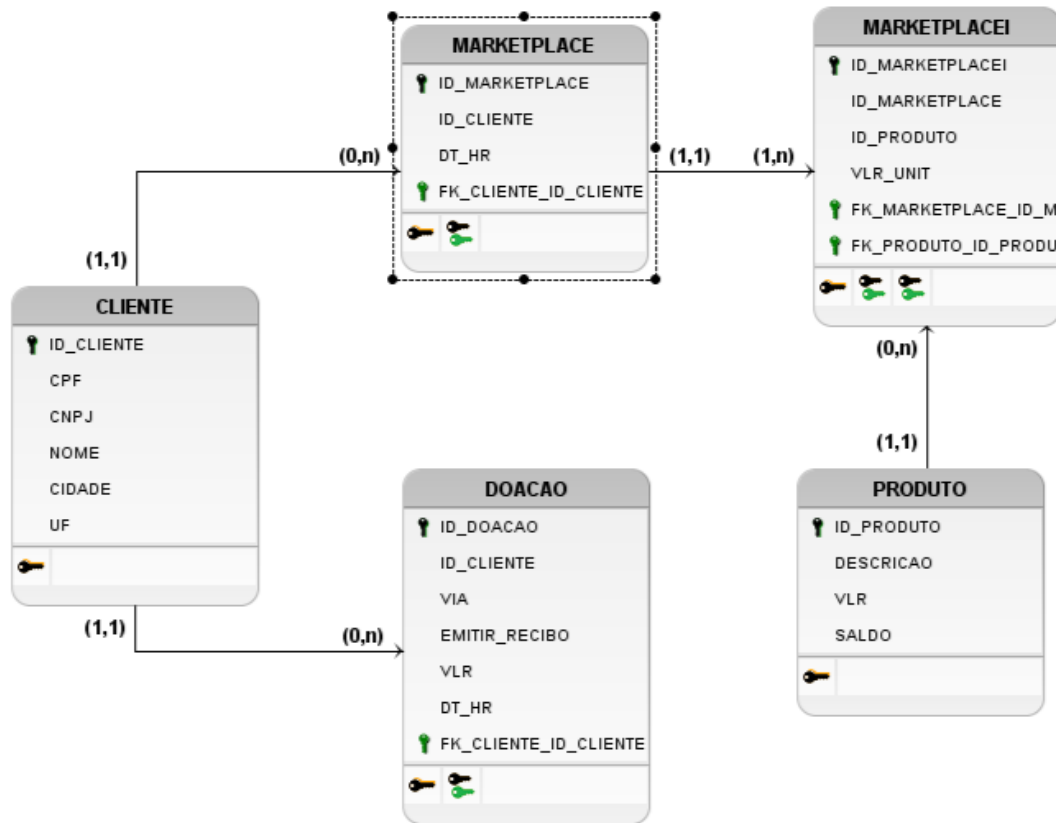 MARKETPLACE
ID_MARKETPLACE
ID_CLIENTE
DT_HR
FK_CLIENTE_ID_CLIENTE
MARKETPLACEI
ID_MARKETPLACEI
ID_MARKETPLACE
ID_PRODUTO
VLR_UNIT
FK_MARKETPLACE_ID_M
FK_PRODUTO_ID_PRODU
(0,n)
(1,1)
(1,n)
(1,1)
CLIENTE
ID_CLIENTE
CPF
CNPJ
NOME
CIDADE
UF
(0,n)
(1,1)
(1,1)
(0,n)
DOACAO
ID_DOACAO
ID_CLIENTE
VIA
EMITIR_RECIBO
VLR
DT_HR
FK_CLIENTE_ID_CLIENTE
PRODUTO
ID_PRODUTO
DESCRICAO
VLR
SALDO